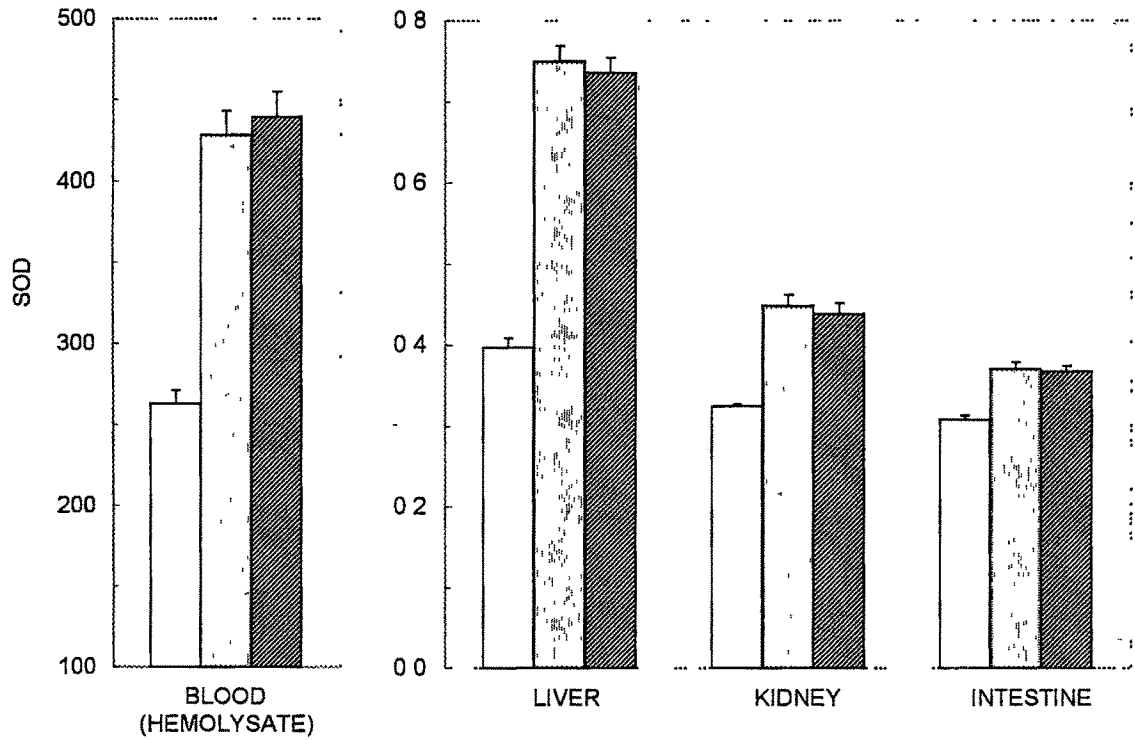 500
400
300
200
100
SOD
0 8
0 6
0 4
0 2
0 0
BLOOD
(HEMOLYSATE)
LIVER
KIDNEY
INTESTINE